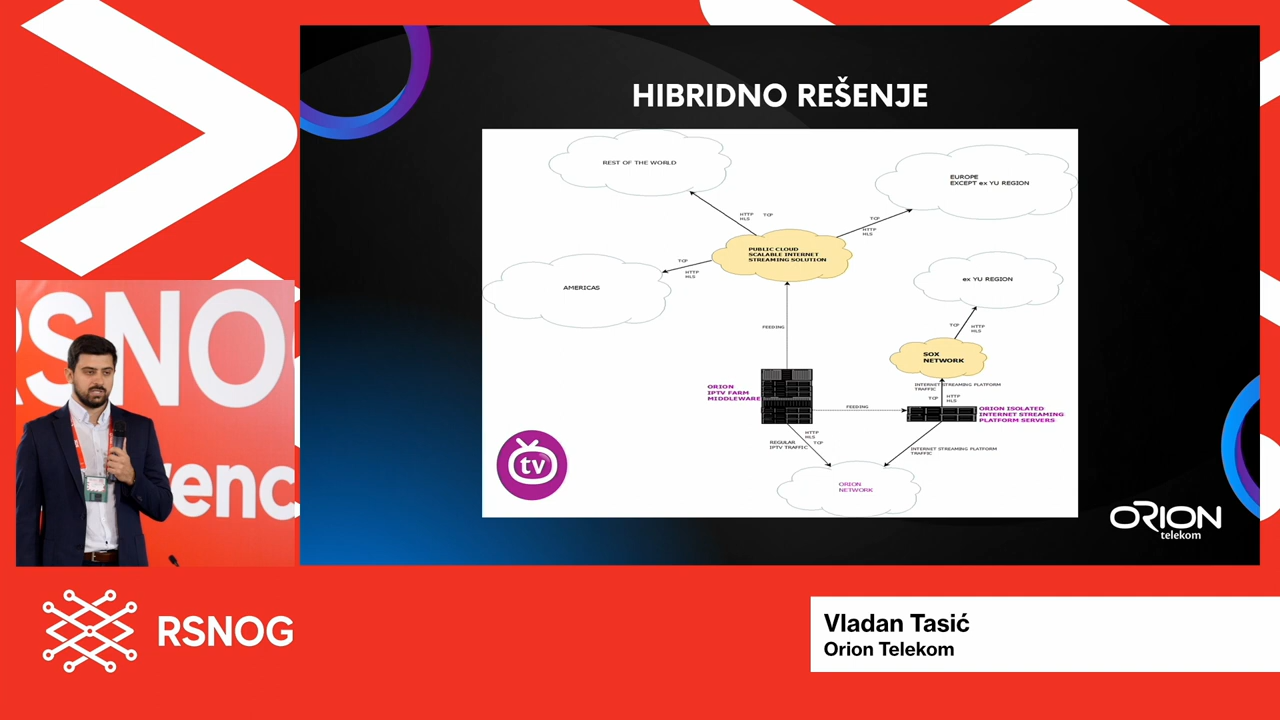 HIBRIDNO REŠENJE
REST OF THE WORLD
EUROPE
EXCEPT ex YU REGION
HTTP TCP
HLS
TCP
HTTP
HLS
PUBLIC CLOUD
SCALABLE INTERNET
STREAMING SOLUTION
TCP
HTTP
HLS
AMERICAS
ex YU REGION
FEEDING
TCP HTTP
HLS
SOX
NETWORK
ORION
IPTV FARM
MIDDLEWARE
INTERNET STREAMING PLATFORM
TRAFFIC
TCP HTTP
HLS
FEEDING
ORION ISOLATED
INTERNET STREAMING
PLATFORM SERVERS
HTTP
HLS
TCP
REGULAR
IPTV TRAFFIC
INTERNET STREAMING PLATFORM
TRAFFIC
tv
ORION
NETWORK
ORION
telekom
RSNO
renc
RSNOG
Vladan Tasić
Orion Telekom